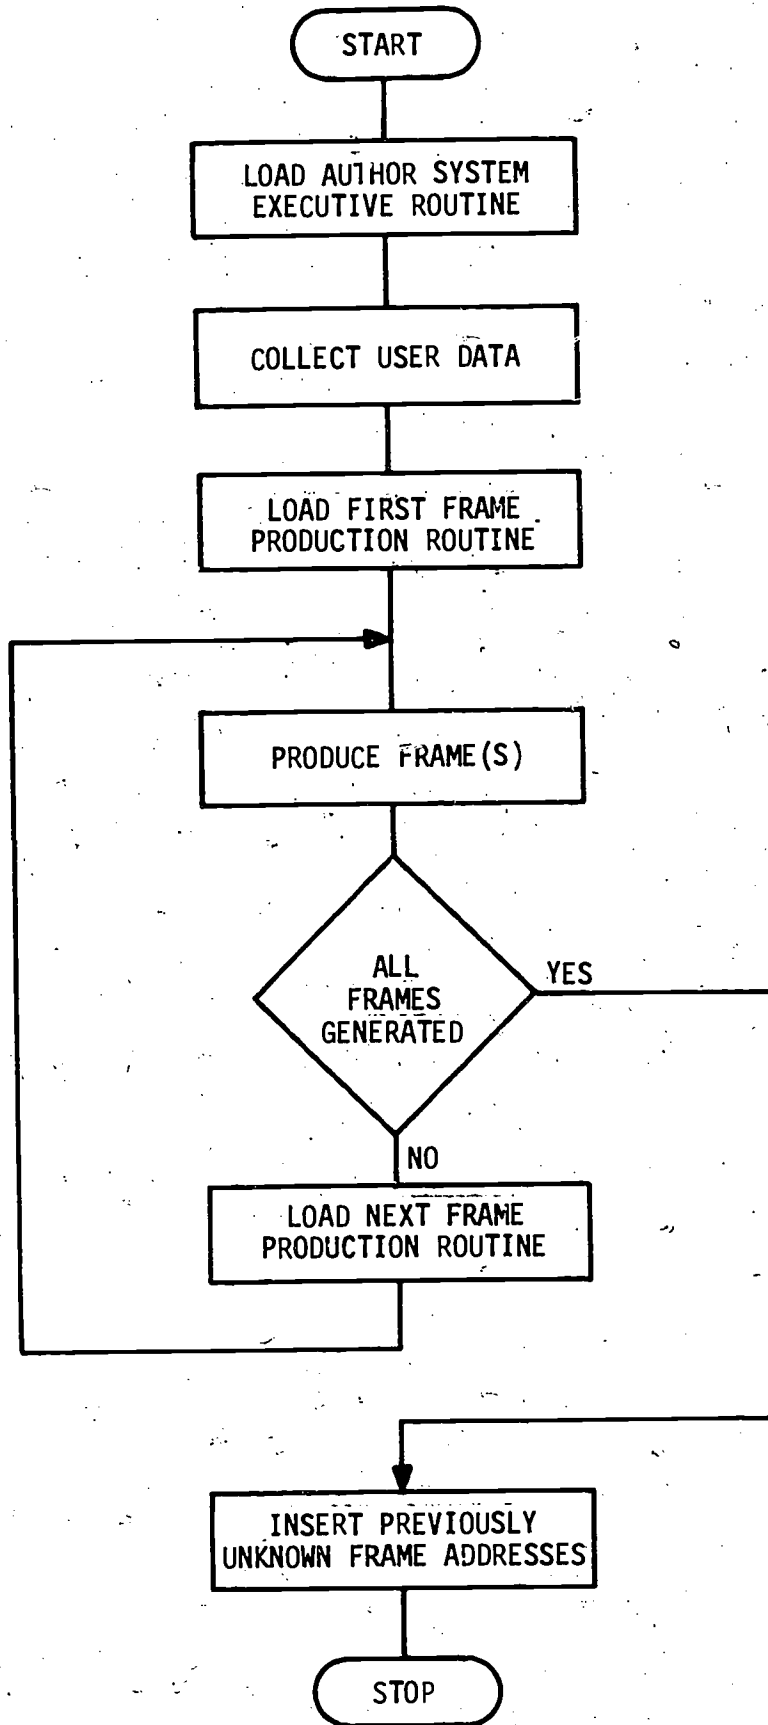 START
LOAD AUTHOR SYSTEM
EXECUTIVE ROUTINE
COLLECT USER DATA
LOAD FIRST FRAME
PRODUCTION ROUTINE
PRODUCE FRAME(S)
ALL
FRAMES
GENERATED
YES
NO
LOAD NEXT FRAME
PRODUCTION ROUTINE
INSERT PREVIOUSLY
UNKNOWN FRAME ADDRESSES
STOP